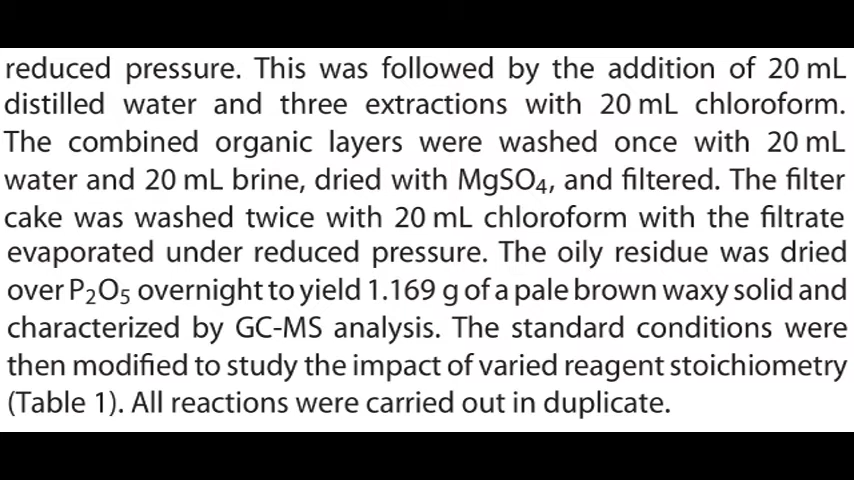 reduced pressure. This was followed by the addition of 20 mL
distilled water and three extractions with 20 mL chloroform.
The combined organic layers were washed once with 20 mL
water and 20 mL brine, dried with MgSO₄, and filtered. The filter
cake was washed twice with 20 mL chloroform with the filtrate
evaporated under reduced pressure. The oily residue was dried
over P₂O₅ overnight to yield 1.169 g of a pale brown waxy solid and
characterized by GC-MS analysis. The standard conditions were
then modified to study the impact of varied reagent stoichiometry
(Table 1). All reactions were carried out in duplicate.